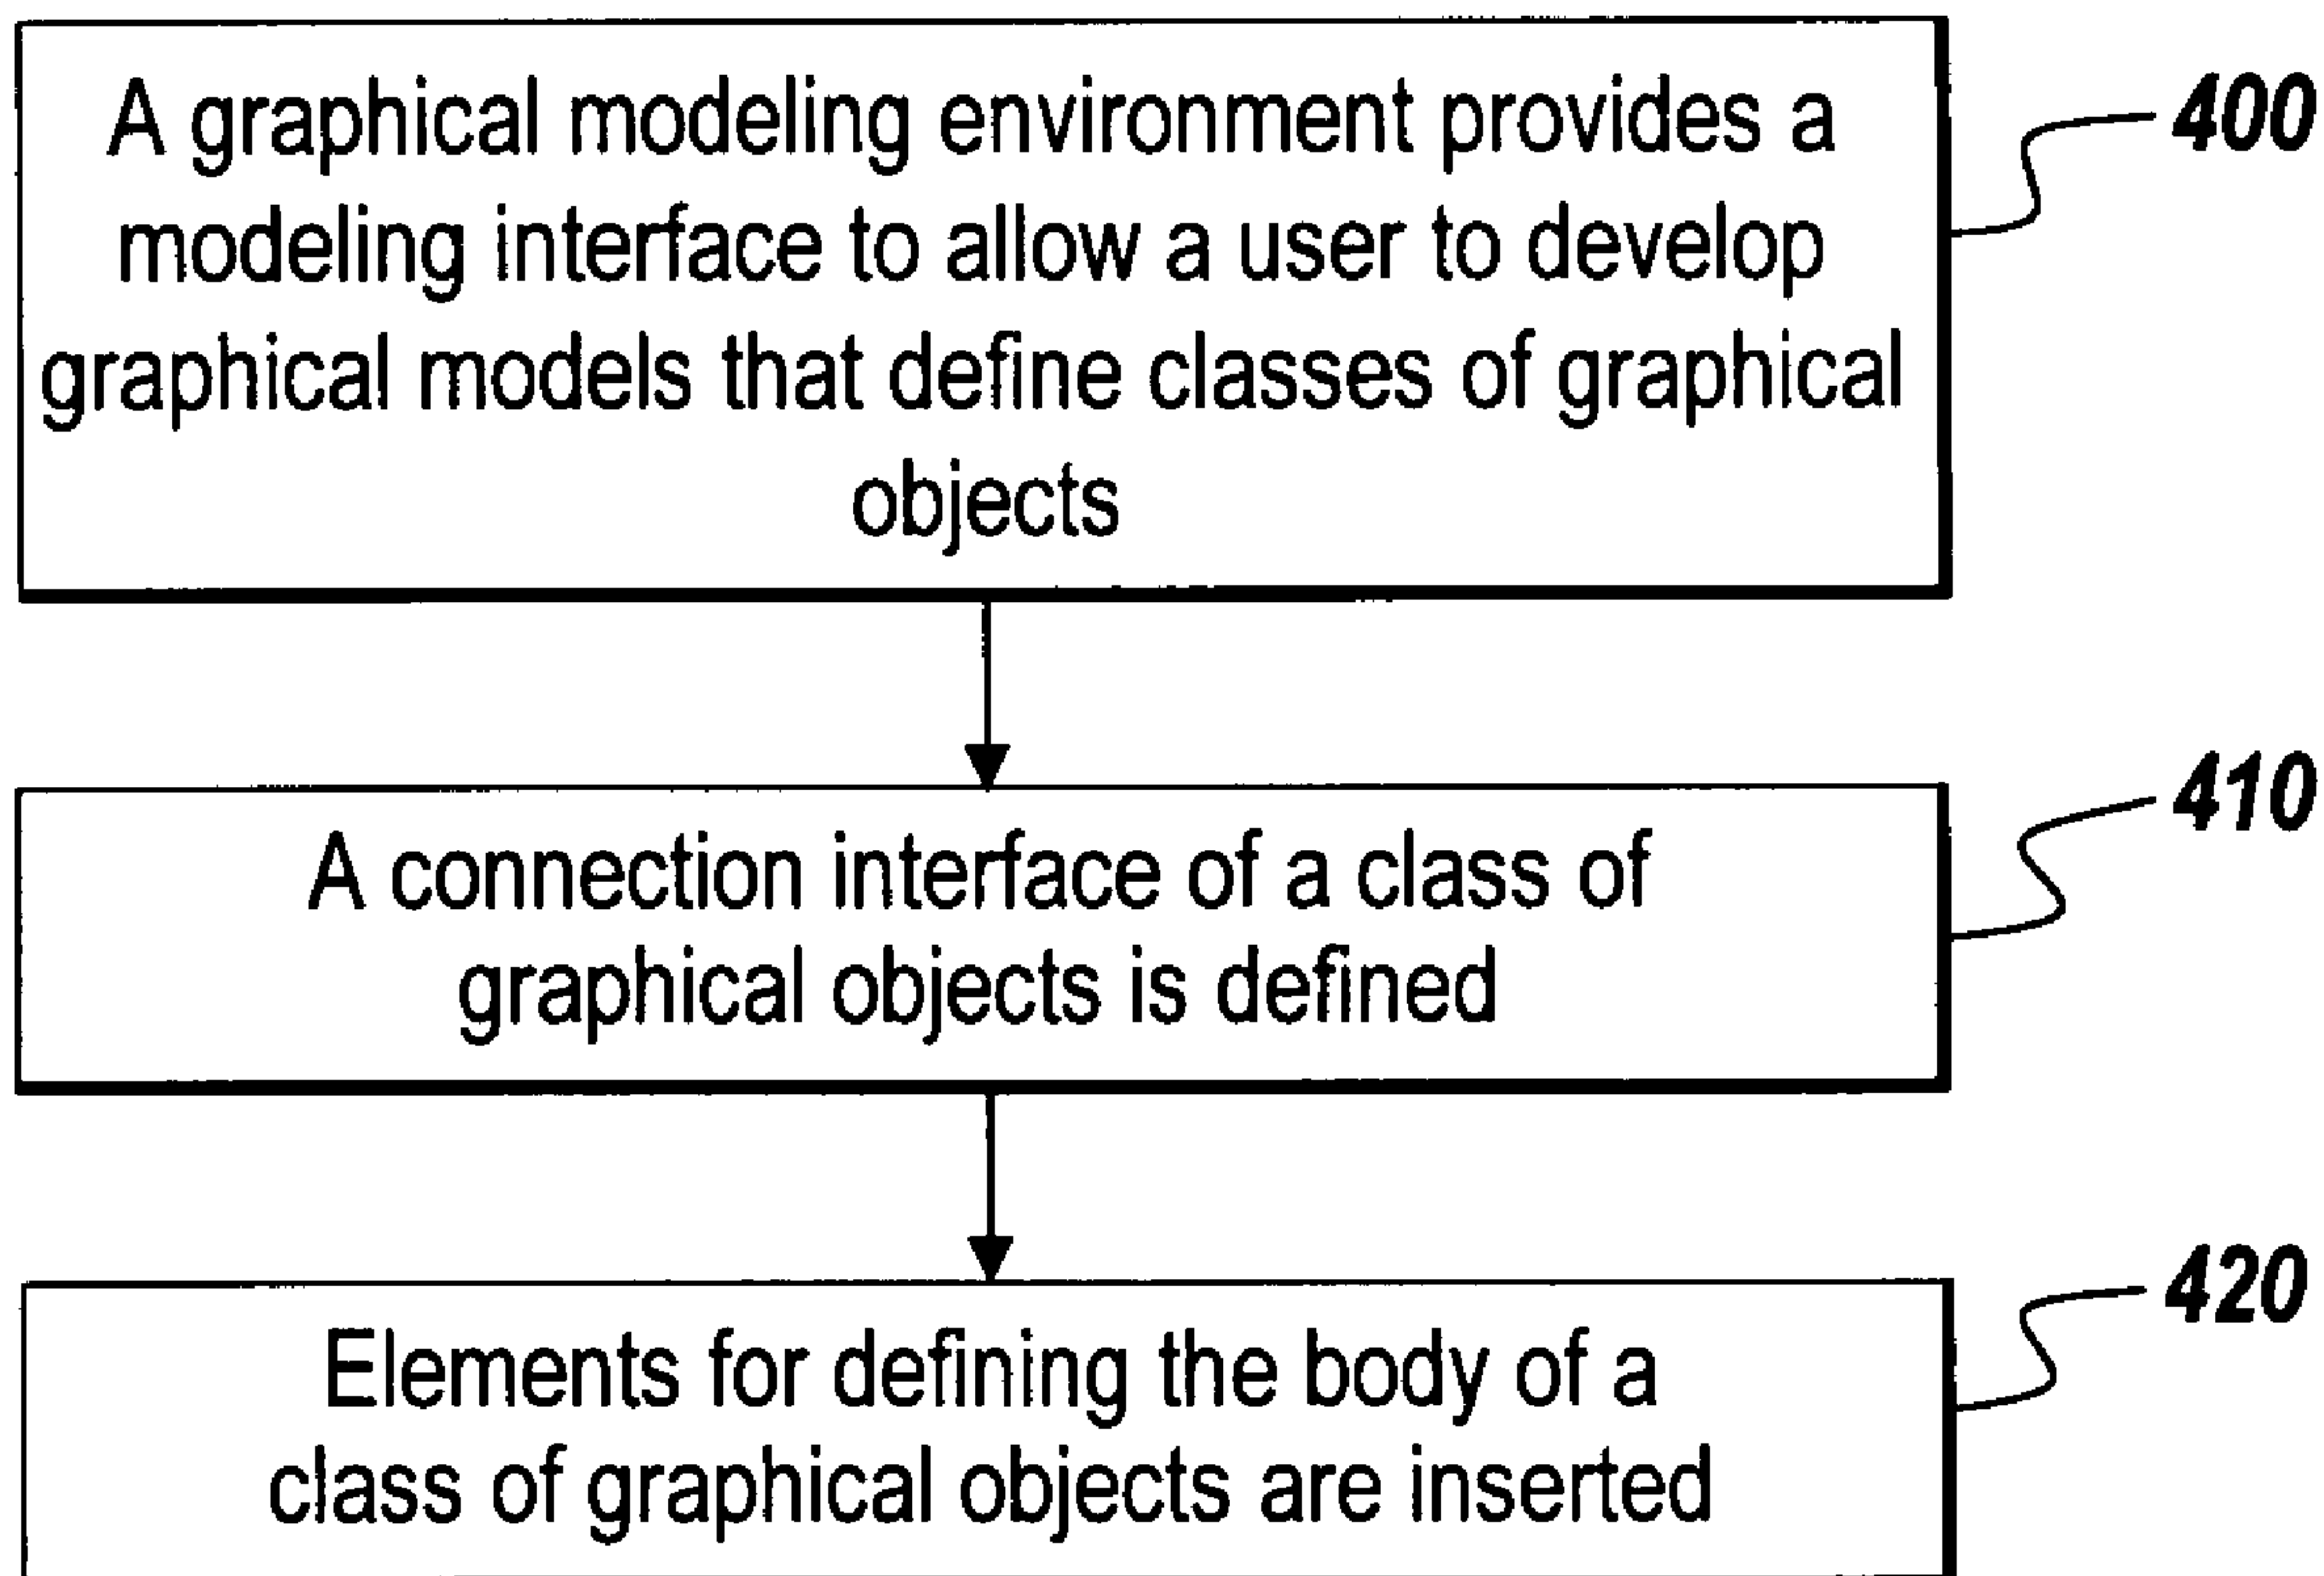 A graphical modeling environment provides a
modeling interface to allow a user to develop
graphical models that define classes of graphical
objects
400
A connection interface of a class of
graphical objects is defined
410
Elements for defining the body of a
class of graphical objects are inserted
420